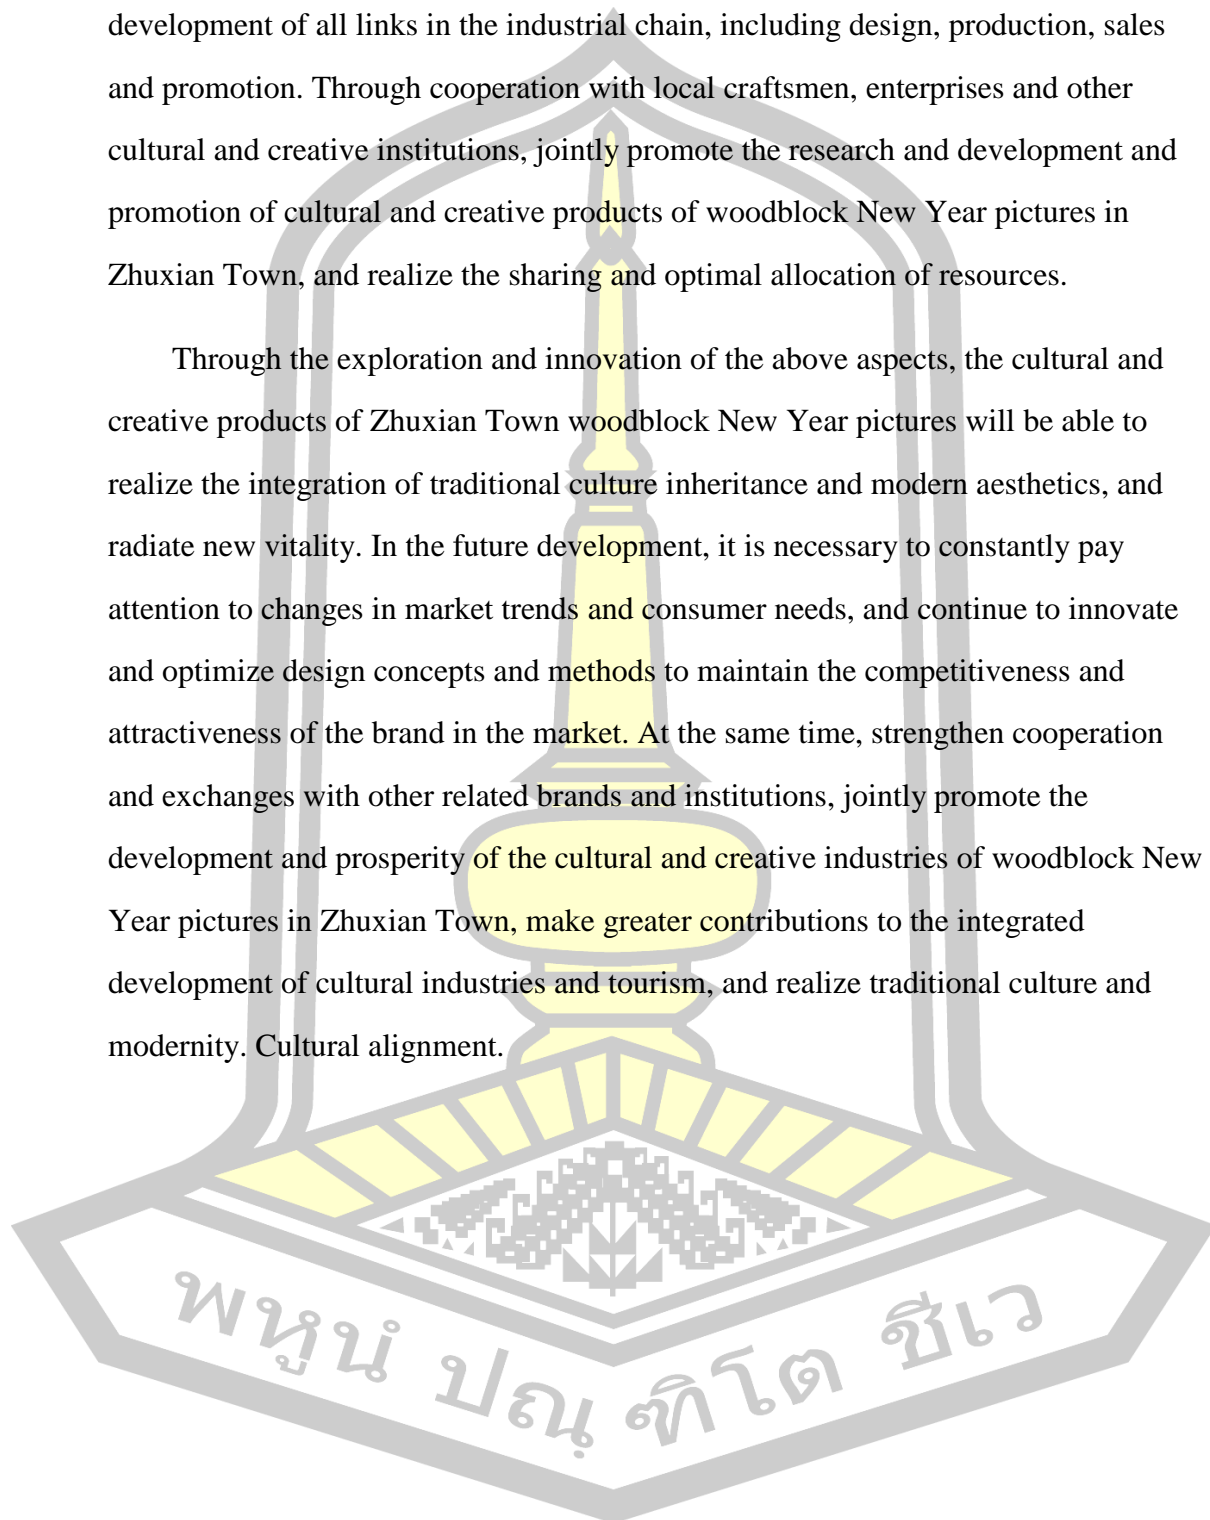 development of all links in the industrial chain, including design, production, sales
and promotion. Through cooperation with local craftsmen, enterprises and other
cultural and creative institutions, jointly promote the research and development and
promotion of cultural and creative products of woodblock New Year pictures in
Zhuxian Town, and realize the sharing and optimal allocation of resources.
Through the exploration and innovation of the above aspects, the cultural and
creative products of Zhuxian Town woodblock New Year pictures will be able to
realize the integration of traditional culture inheritance and modern aesthetics, and
radiate new vitality. In the future development, it is necessary to constantly pay
attention to changes in market trends and consumer needs, and continue to innovate
and optimize design concepts and methods to maintain the competitiveness and
attractiveness of the brand in the market. At the same time, strengthen cooperation
and exchanges with other related brands and institutions, jointly promote the
development and prosperity of the cultural and creative industries of woodblock New
Year pictures in Zhuxian Town, make greater contributions to the integrated
development of cultural industries and tourism, and realize traditional culture and
modernity. Cultural alignment.
พหูนํ ปณฺฑิโต ชีเว